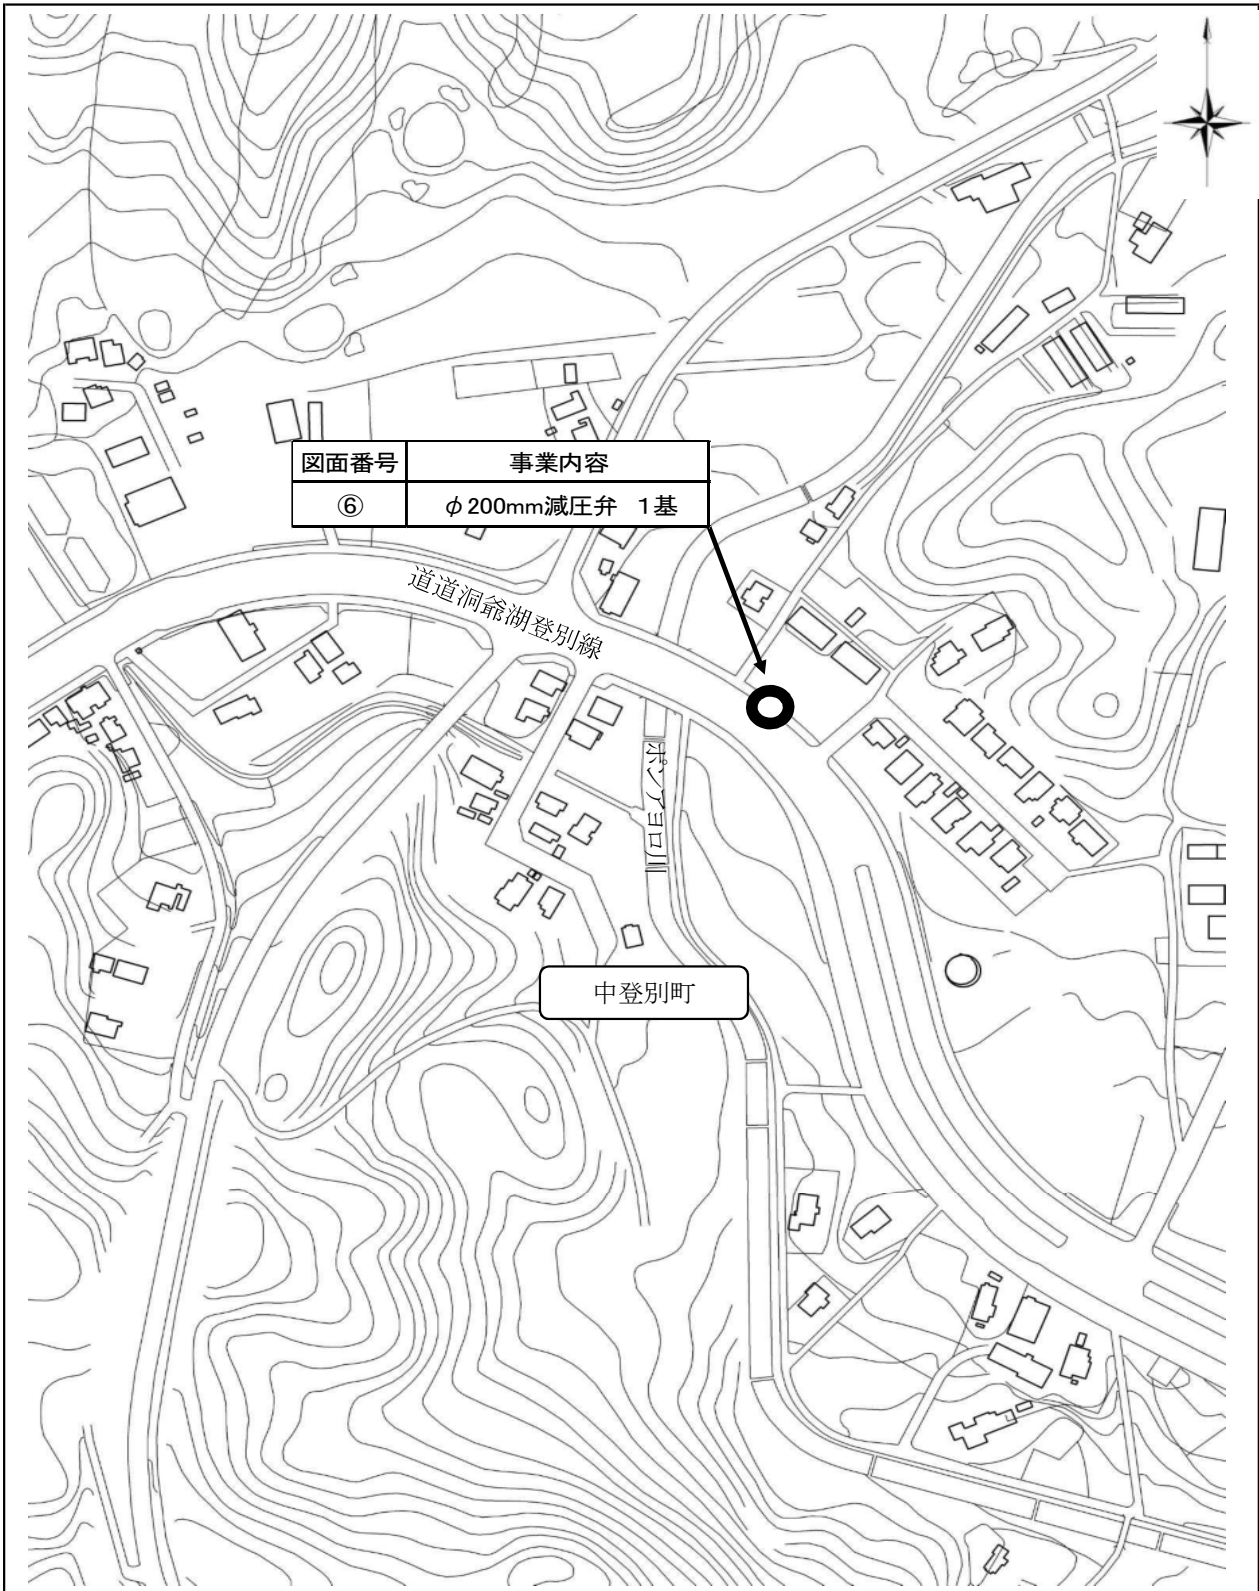 図面番号 事業内容
⑥ φ200mm減圧弁 1基
道道洞爺湖登別線
ポンアヨロ川
中登別町